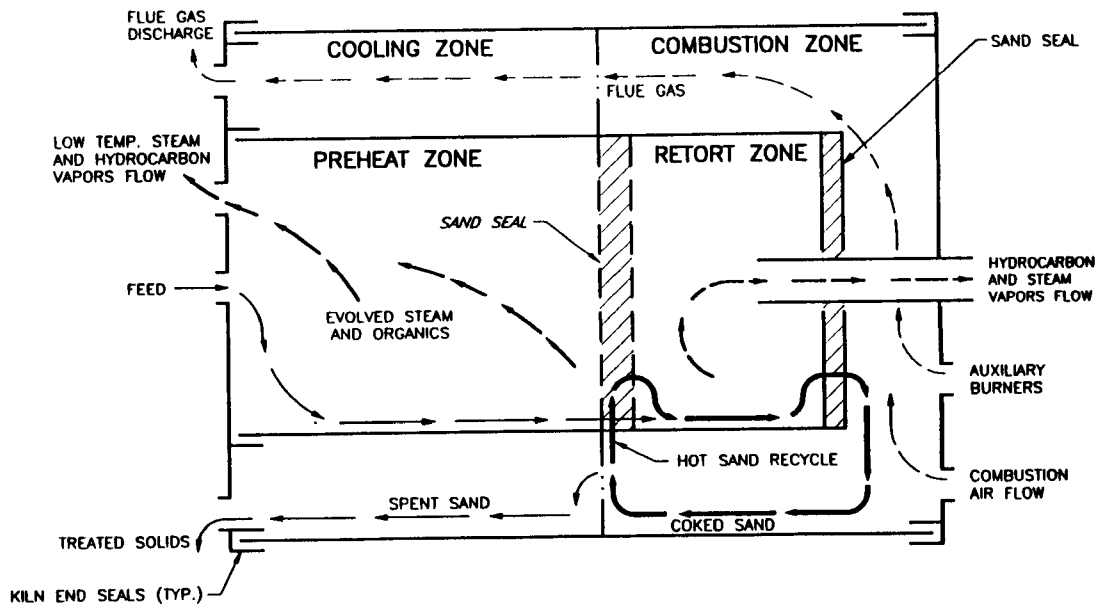 FLUE GAS
DISCHARGE
COOLING ZONE
COMBUSTION ZONE
SAND SEAL
FLUE GAS
LOW TEMP. STEAM
AND HYDROCARBON
VAPORS FLOW
PREHEAT ZONE
RETORT ZONE
SAND SEAL
HYDROCARBON
AND STEAM
VAPORS FLOW
FEED
EVOLVED STEAM
AND ORGANICS
AUXILIARY
BURNERS
HOT SAND RECYCLE
COMBUSTION
AIR FLOW
SPENT SAND
COKED SAND
TREATED SOLIDS
KILN END SEALS (TYP.)